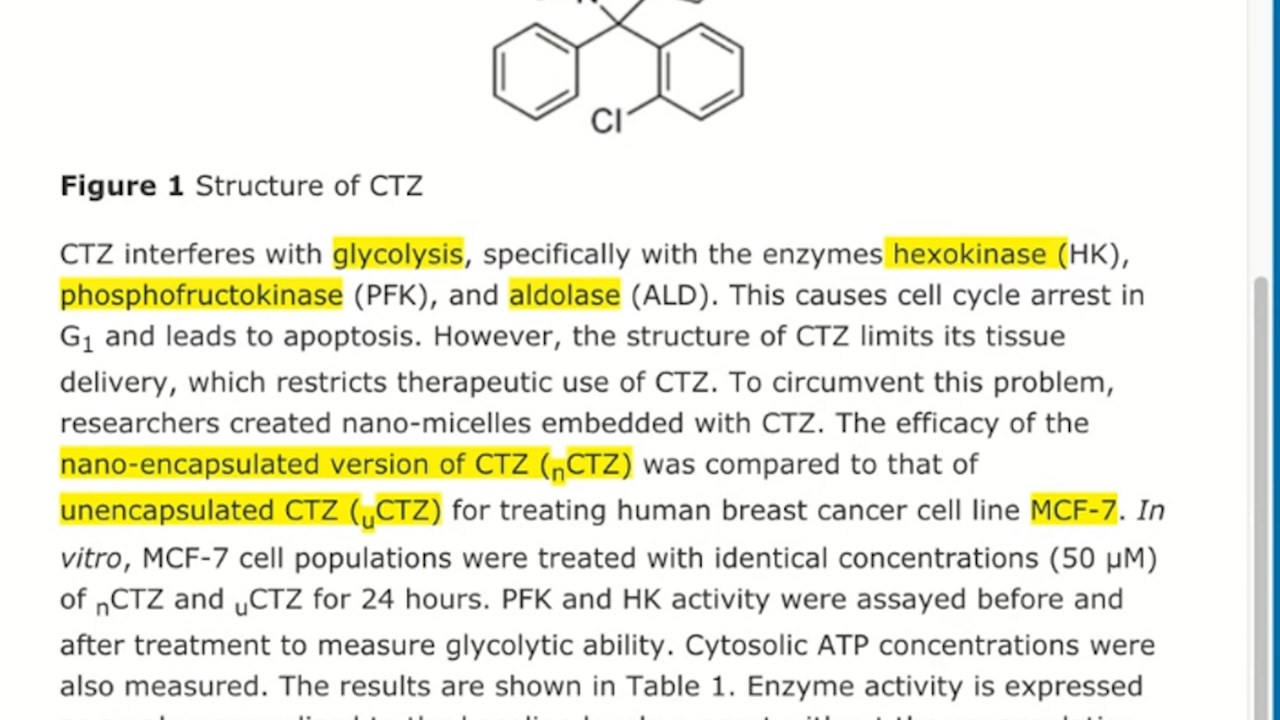 Cl
Figure 1 Structure of CTZ
CTZ interferes with glycolysis, specifically with the enzymes hexokinase (HK),
phosphofructokinase (PFK), and aldolase (ALD). This causes cell cycle arrest in
G₁ and leads to apoptosis. However, the structure of CTZ limits its tissue
delivery, which restricts therapeutic use of CTZ. To circumvent this problem,
researchers created nano-micelles embedded with CTZ. The efficacy of the
nano-encapsulated version of CTZ (ₙCTZ) was compared to that of
unencapsulated CTZ (ᵤCTZ) for treating human breast cancer cell line MCF-7. In
vitro, MCF-7 cell populations were treated with identical concentrations (50 µM)
of ₙCTZ and ᵤCTZ for 24 hours. PFK and HK activity were assayed before and
after treatment to measure glycolytic ability. Cytosolic ATP concentrations were
also measured. The results are shown in Table 1. Enzyme activity is expressed